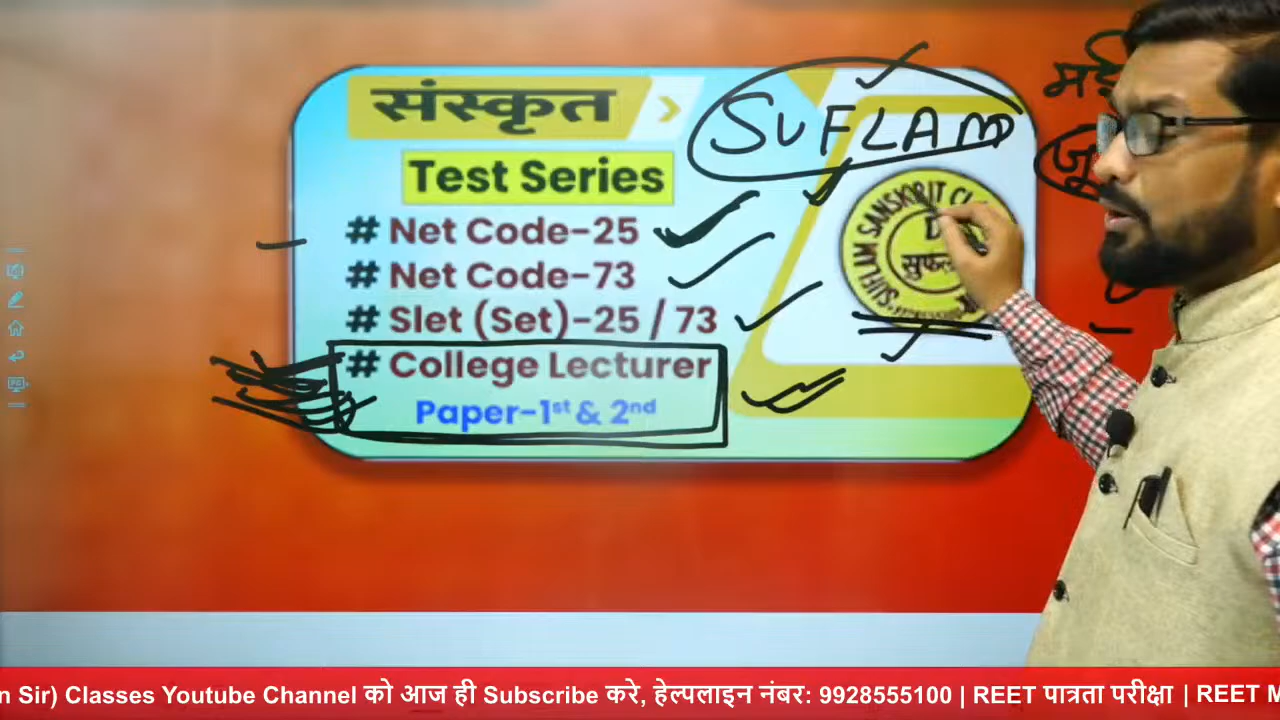 संस्कृत
SUFLAM
Test Series
# Net Code-25
# Net Code-73
# Slet (Set)-25 / 73
# College Lecturer
Paper-1st & 2nd
SUFLAM SANSKRIT
n Sir) Classes Youtube Channel को आज ही Subscribe करे, हेल्पलाइन नंबर: 9928555100 | REET पात्रता परीक्षा | REET M